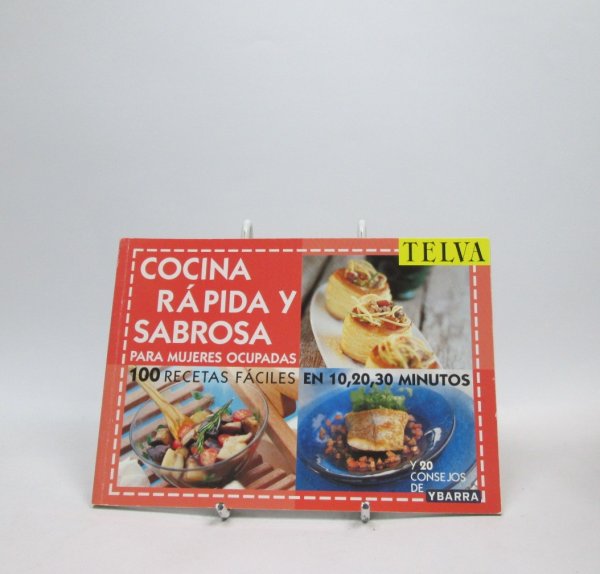 TELVA
COCINA
RÁPIDA Y
SABROSA
PARA MUJERES OCUPADAS
100 RECETAS FÁCILES EN 10,20,30 MINUTOS
Y 20
CONSEJOS
DE YBARRA